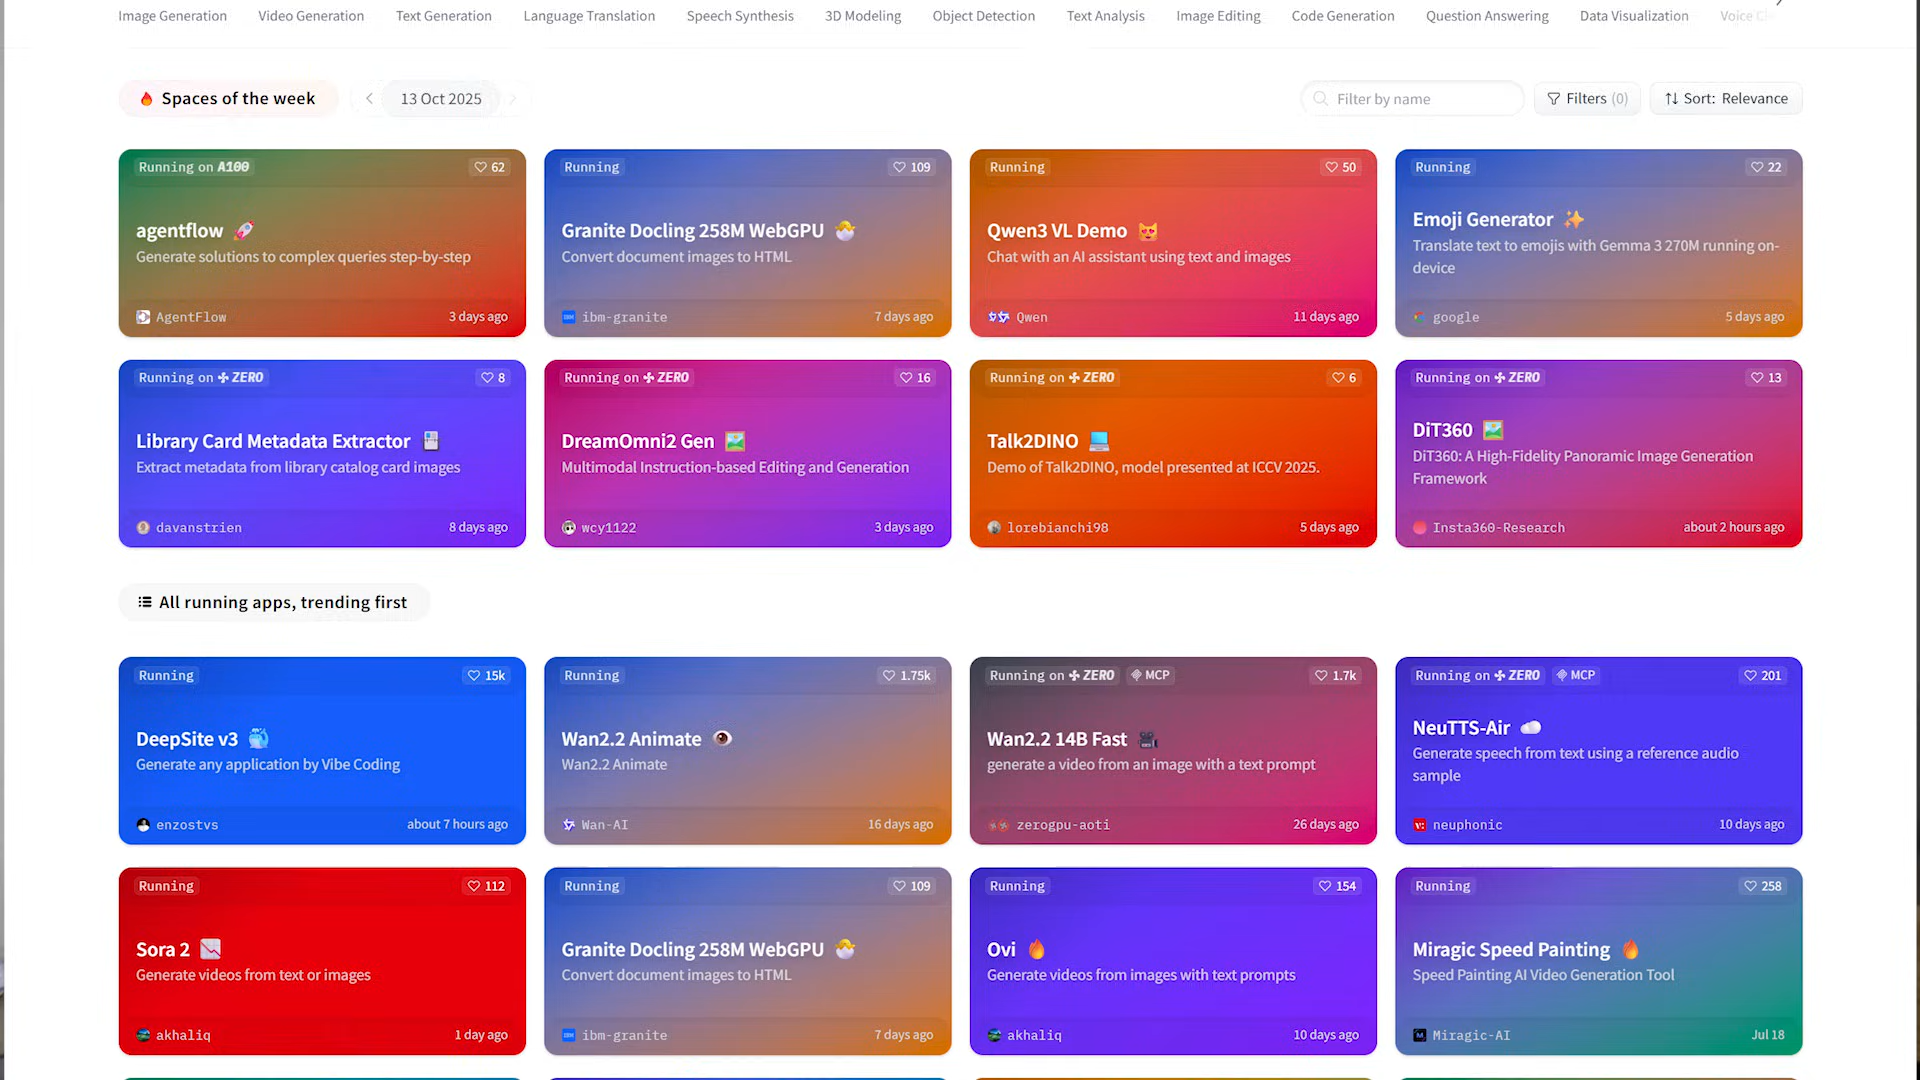 Image Generation
Video Generation
Text Generation
Language Translation
Speech Synthesis
3D Modeling
Object Detection
Text Analysis
Image Editing
Code Generation
Question Answering
Data Visualization
Voice
Spaces of the week
13 Oct 2025
Filter by name
Filters (0)
Sort: Relevance
Running on A100
62
agentflow
Generate solutions to complex queries step-by-step
AgentFlow
3 days ago
Running
109
Granite Docling 258M WebGPU
Convert document images to HTML
ibm-granite
7 days ago
Running
50
Qwen3 VL Demo
Chat with an AI assistant using text and images
Qwen
11 days ago
Running
22
Emoji Generator
Translate text to emojis with Gemma 3 270M running on-
device
google
5 days ago
Running on ZERO
8
Library Card Metadata Extractor
Extract metadata from library catalog card images
davanstrien
8 days ago
Running on ZERO
16
DreamOmni2 Gen
Multimodal Instruction-based Editing and Generation
wcy1122
3 days ago
Running on ZERO
6
Talk2DINO
Demo of Talk2DINO, model presented at ICCV 2025.
lorebianchi98
5 days ago
Running on ZERO
13
DiT360
DiT360: A High-Fidelity Panoramic Image Generation
Framework
Insta360-Research
about 2 hours ago
All running apps, trending first
Running
15k
DeepSite v3
Generate any application by Vibe Coding
enzostvs
about 7 hours ago
Running
1.75k
Wan2.2 Animate
Wan2.2 Animate
Wan-AI
16 days ago
Running on ZERO
MCP
1.7k
Wan2.2 14B Fast
generate a video from an image with a text prompt
zerogpu-aoti
26 days ago
Running on ZERO
MCP
201
NeuTTS-Air
Generate speech from text using a reference audio
sample
neuphonic
10 days ago
Running
112
Sora 2
Generate videos from text or images
akhaliq
1 day ago
Running
109
Granite Docling 258M WebGPU
Convert document images to HTML
ibm-granite
7 days ago
Running
154
Ovi
Generate videos from images with text prompts
akhaliq
10 days ago
Running
258
Miragic Speed Painting
Speed Painting AI Video Generation Tool
Miragic-AI
Jul 18